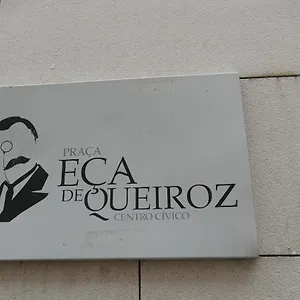 PRAÇA
EÇA
DE QUEIROZ
CENTRO CÍVICO